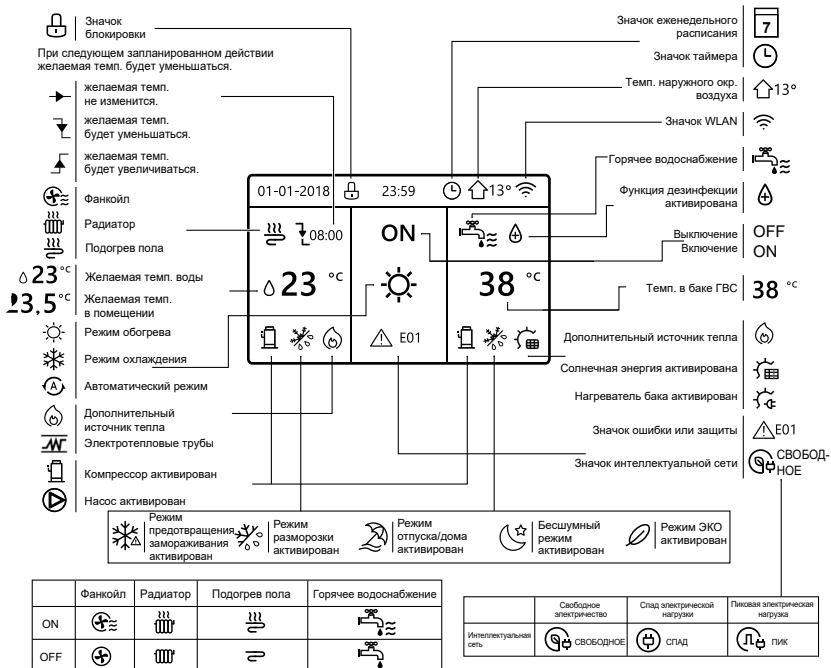 Значок
блокировки
При следующем запланированном действии
желаемая темп. будет уменьшаться.
желаемая темп.
не изменится.
желаемая темп.
будет уменьшаться.
желаемая темп.
будет увеличиваться.
Фанкойл
Радиатор
Подогрев пола
23 °C
Желаемая темп. воды
23,5 °C
Желаемая темп.
в помещении
Режим обогрева
Режим охлаждения
A
Автоматический режим
Дополнительный
источник тепла
Электротепловые трубы
Компрессор активирован
Насос активирован
01-01-2018
23:59
13°
08:00
ON
23 °C
38 °C
E01
Значок еженедельного
расписания
7
Значок таймера
Темп. наружного окр.
воздуха
13°
Значок WLAN
Горячее водоснабжение
Функция дезинфекции
активирована
Выключение OFF
Включение ON
Темп. в баке ГВС
38 °C
Дополнительный источник тепла
Солнечная энергия активирована
Нагреватель бака активирован
Значок ошибки или защиты
E01
Значок интеллектуальной сети
СВОБОД-
НОЕ
Режим
предотвращения
замораживания
активирован
Режим
разморозки
активирован
Режим
отпуска/дома
активирован
Бесшумный
режим
активирован
Режим ЭКО
активирован
Фанкойл Радиатор Подогрев пола Горячее водоснабжение
ON
OFF
Свободное
электричество
Спад электрической
нагрузки
Пиковая электрическая
нагрузка
Интеллектуальная
сеть
СВОБОДНОЕ
СПАД
ПИК